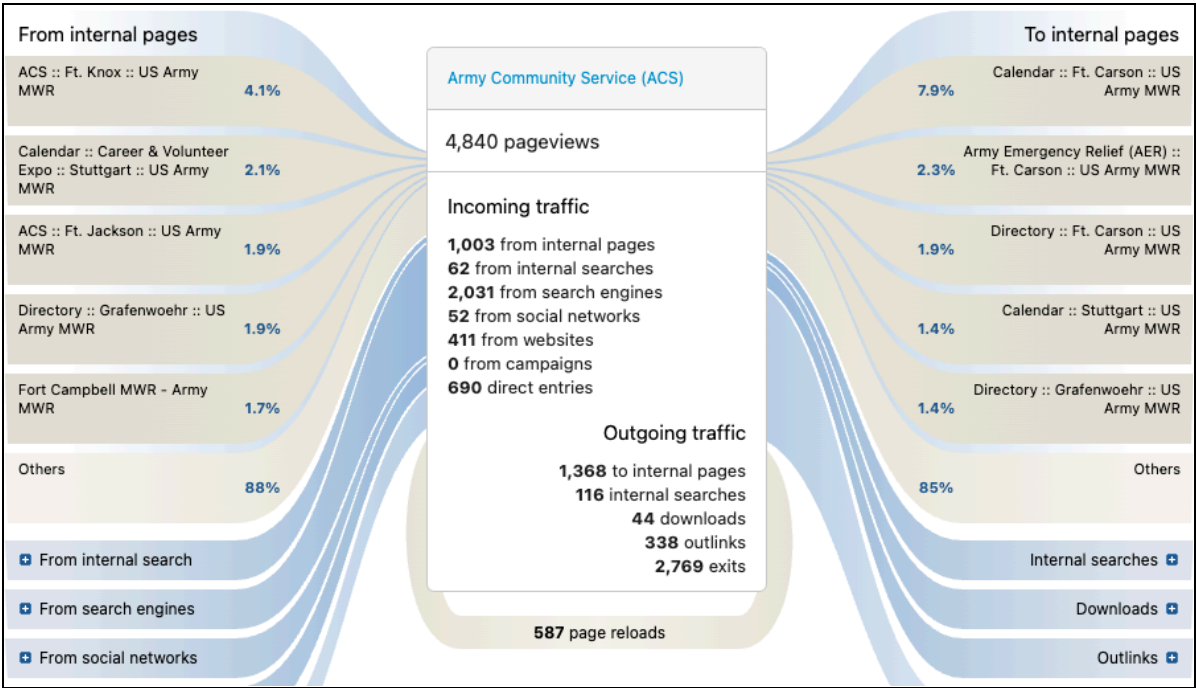 From internal pages
ACS :: Ft. Knox :: US Army
MWR
4.1%
Calendar :: Career & Volunteer
Expo :: Stuttgart :: US Army
MWR
2.1%
ACS :: Ft. Jackson :: US Army
MWR
1.9%
Directory :: Grafenwoehr :: US
Army MWR
1.9%
Fort Campbell MWR - Army
MWR
1.7%
Others
88%
From internal search
From search engines
From social networks
Army Community Service (ACS)
4,840 pageviews
Incoming traffic
1,003 from internal pages
62 from internal searches
2,031 from search engines
52 from social networks
411 from websites
0 from campaigns
690 direct entries
Outgoing traffic
1,368 to internal pages
116 internal searches
44 downloads
338 outlinks
2,769 exits
587 page reloads
To internal pages
Calendar :: Ft. Carson :: US
Army MWR
7.9%
Army Emergency Relief (AER) ::
Ft. Carson :: US Army MWR
2.3%
Directory :: Ft. Carson :: US
Army MWR
1.9%
Calendar :: Stuttgart :: US
Army MWR
1.4%
Directory :: Grafenwoehr :: US
Army MWR
1.4%
Others
85%
Internal searches
Downloads
Outlinks